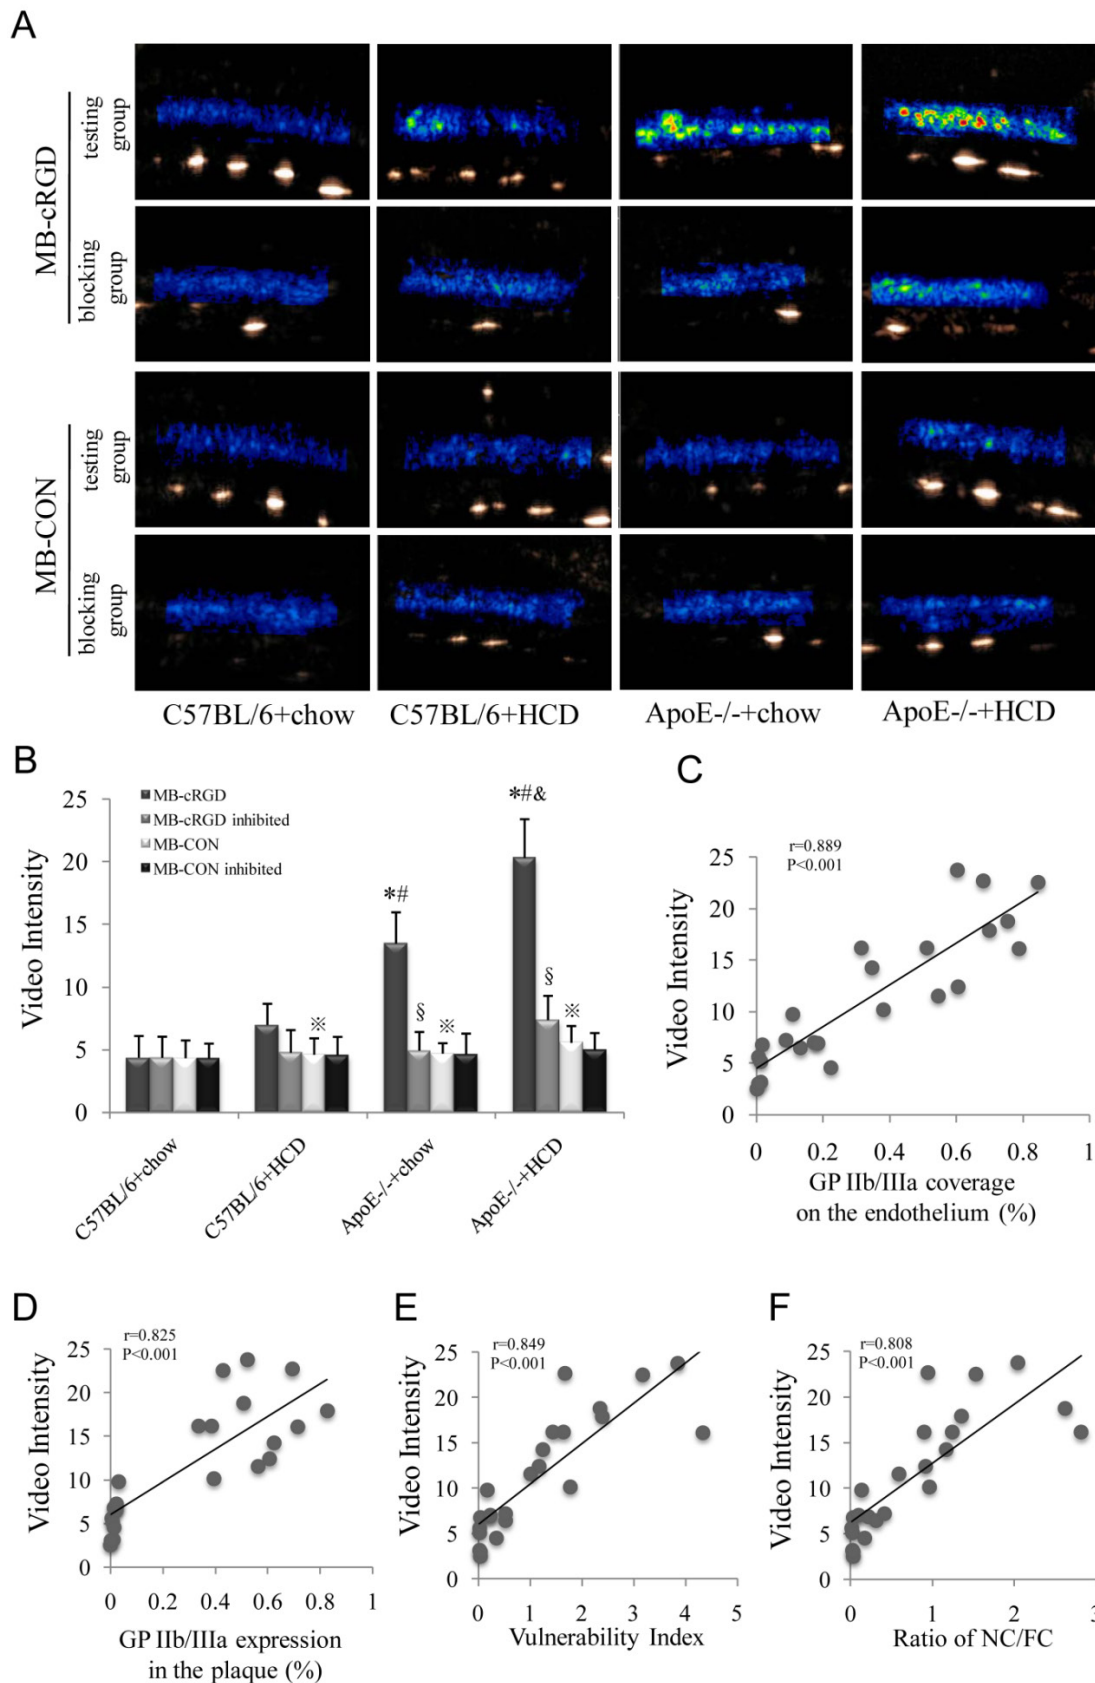 A
MB-cRGD
testing
group
blocking
group
MB-CON
testing
group
blocking
group
C57BL/6+chow
C57BL/6+HCD
ApoE-/-+chow
ApoE-/-+HCD
B
MB-cRGD
MB-cRGD inhibited
MB-CON
MB-CON inhibited
Video Intensity
25
20
15
10
5
0
※
*#
§
※
*#&
§
※
C57BL/6+chow
C57BL/6+HCD
ApoE-/-+chow
ApoE-/-+HCD
C
r=0.889
P<0.001
Video Intensity
25
20
15
10
5
0
0 0.2 0.4 0.6 0.8 1
GP IIb/IIIa coverage
on the endothelium (%)
D
r=0.825
P<0.001
Video Intensity
25
20
15
10
5
0
0 0.2 0.4 0.6 0.8 1
GP IIb/IIIa expression
in the plaque (%)
E
r=0.849
P<0.001
Video Intensity
25
20
15
10
5
0
0 1 2 3 4 5
Vulnerability Index
F
r=0.808
P<0.001
Video Intensity
25
20
15
10
5
0
0 1 2 3
Ratio of NC/FC